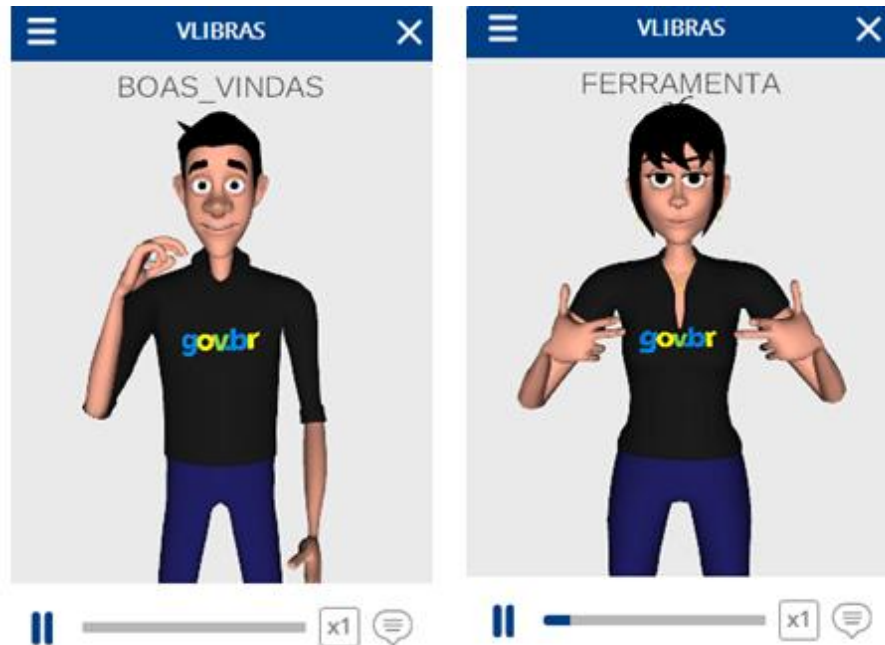 VLIBRAS
BOAS_VINDAS
gov.br
x1
VLIBRAS
FERRAMENTA
gov.br
x1